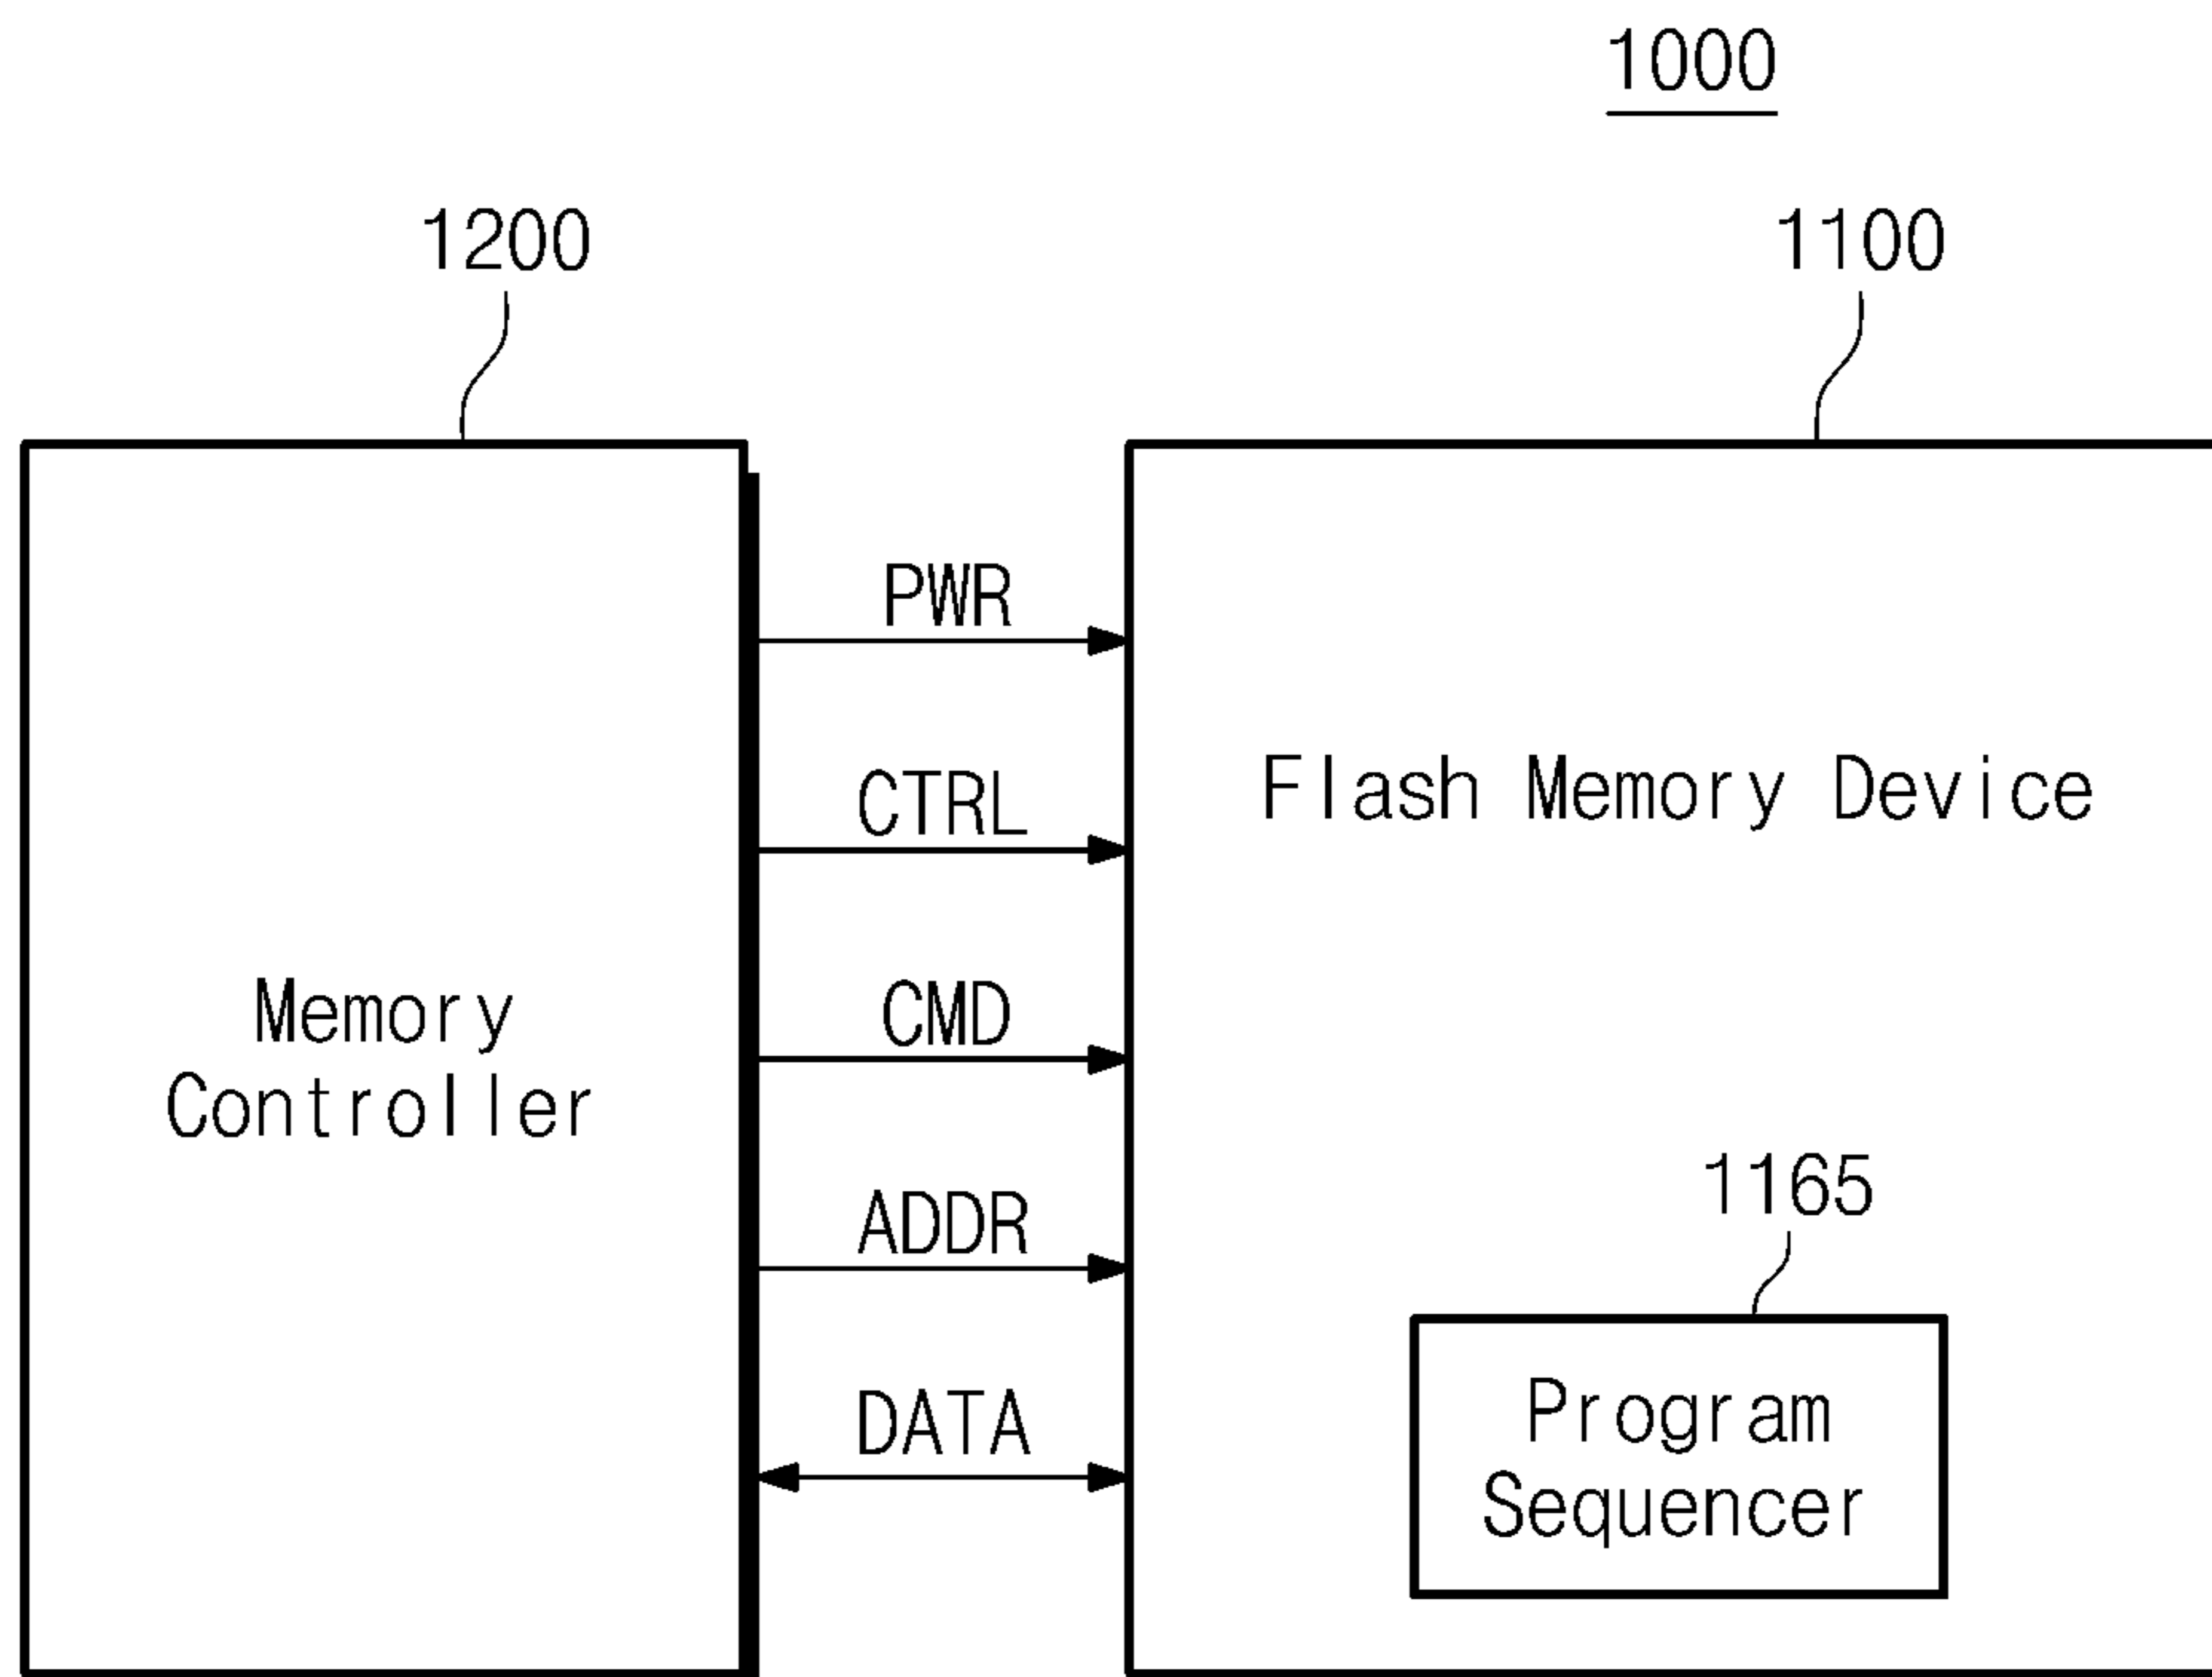 1000
1200
1100
PWR
CTRL
Flash Memory Device
Memory
Controller
CMD
ADDR
1165
DATA
Program
Sequencer